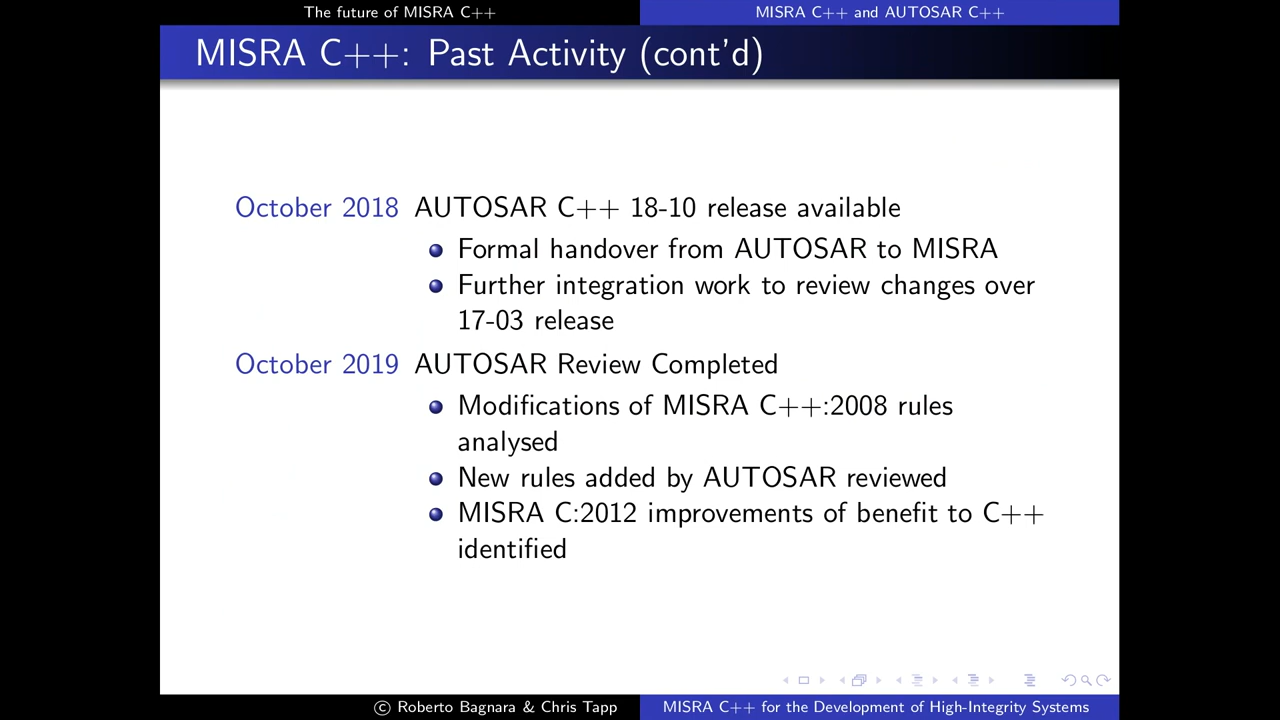 The future of MISRA C++
MISRA C++ and AUTOSAR C++
MISRA C++: Past Activity (cont'd)
October 2018 AUTOSAR C++ 18-10 release available
Formal handover from AUTOSAR to MISRA
Further integration work to review changes over
17-03 release
October 2019 AUTOSAR Review Completed
Modifications of MISRA C++:2008 rules
analysed
New rules added by AUTOSAR reviewed
MISRA C:2012 improvements of benefit to C++
identified
© Roberto Bagnara & Chris Tapp
MISRA C++ for the Development of High-Integrity Systems